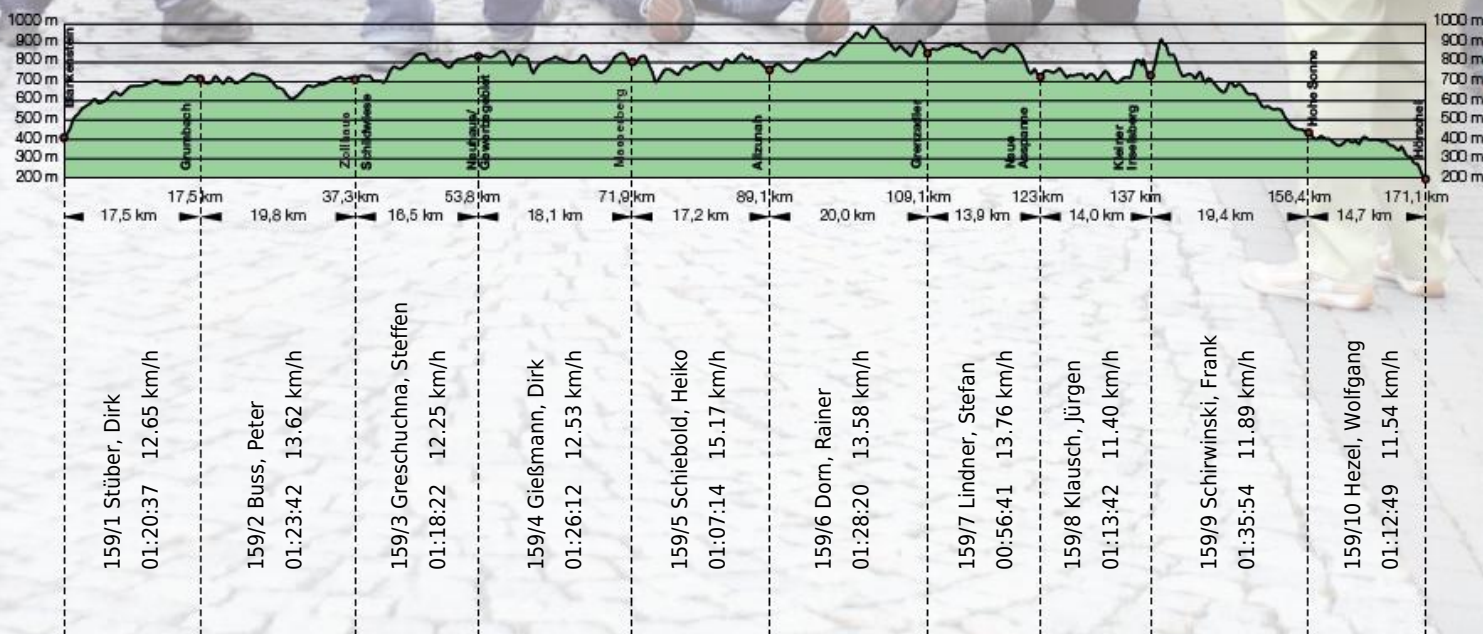 1000 m
900 m
800 m
700 m
600 m
500 m
400 m
300 m
200 m
1000 m
900 m
800 m
700 m
600 m
500 m
400 m
300 m
200 m
Blankenstein
Grumbach
Zollhaus
Schildwiese
Neuhaus/
Masserberg
Allzunah
Grenzadler
Neue
Ausspanne
Kleiner
Inselsberg
Hohe Sonne
Hörschel
17,5 km
37,3 km
53,8 km
71,9 km
89,1 km
109,1 km
123 km
137 km
156,4 km
171,1 km
17,5 km
19,8 km
16,5 km
18,1 km
17,2 km
20,0 km
13,9 km
14,0 km
19,4 km
14,7 km
159/1 Stüber, Dirk
01:20:37 12.65 km/h
159/2 Buss, Peter
01:23:42 13.62 km/h
159/3 Greschuchna, Steffen
01:18:22 12.25 km/h
159/4 Gießmann, Dirk
01:26:12 12.53 km/h
159/5 Schiebold, Heiko
01:07:14 15.17 km/h
159/6 Dorn, Rainer
01:28:20 13.58 km/h
159/7 Lindner, Stefan
00:56:41 13.76 km/h
159/8 Klausch, Jürgen
01:13:42 11.40 km/h
159/9 Schirwinski, Frank
01:35:54 11.89 km/h
159/10 Hezel, Wolfgang
01:12:49 11.54 km/h